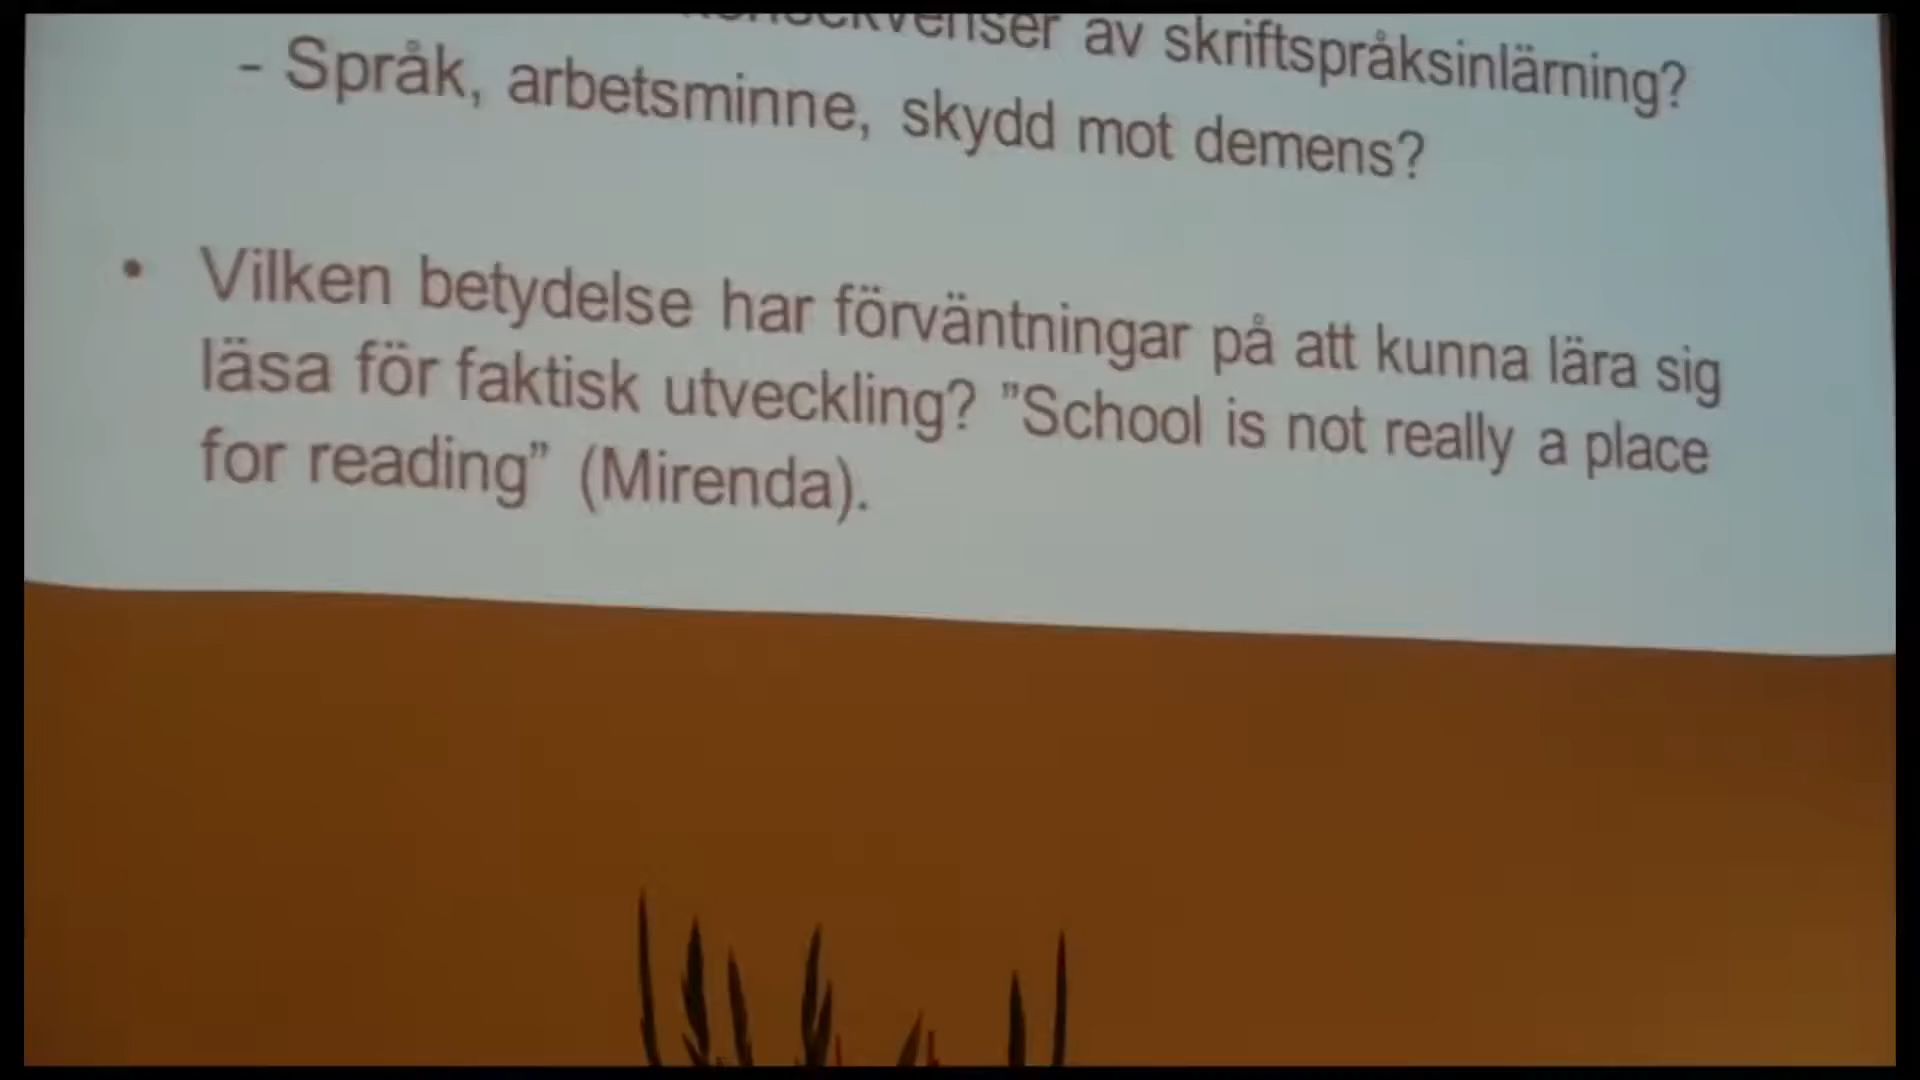 konsekvenser av skriftspråksinlärning?
- Språk, arbetsminne, skydd mot demens?
• Vilken betydelse har förväntningar på att kunna lära sig
läsa för faktisk utveckling? ”School is not really a place
for reading” (Mirenda).